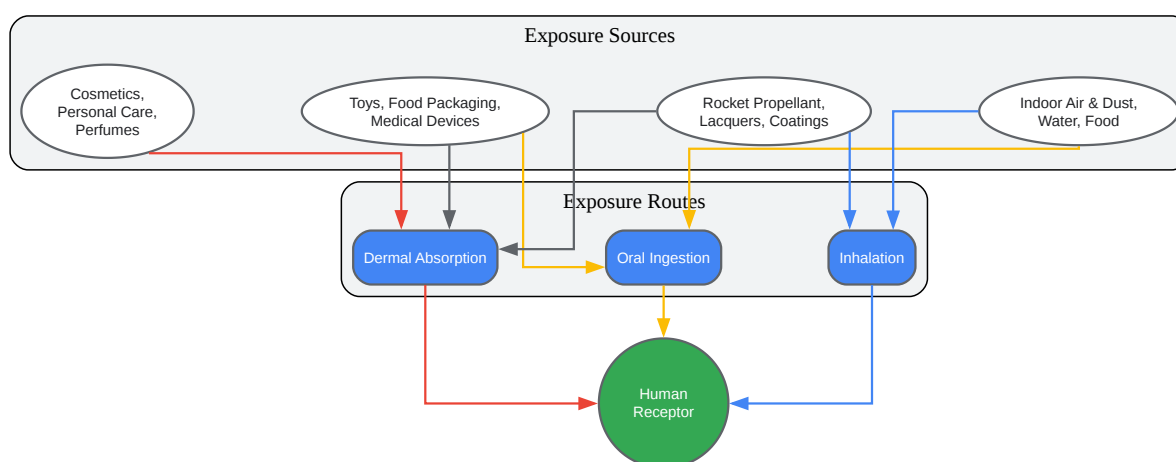 Exposure Sources
Cosmetics,
Personal Care,
Perfumes
Toys, Food Packaging,
Medical Devices
Rocket Propellant,
Lacquers, Coatings
Indoor Air & Dust,
Water, Food
Exposure Routes
Dermal Absorption
Oral Ingestion
Inhalation
Human
Receptor